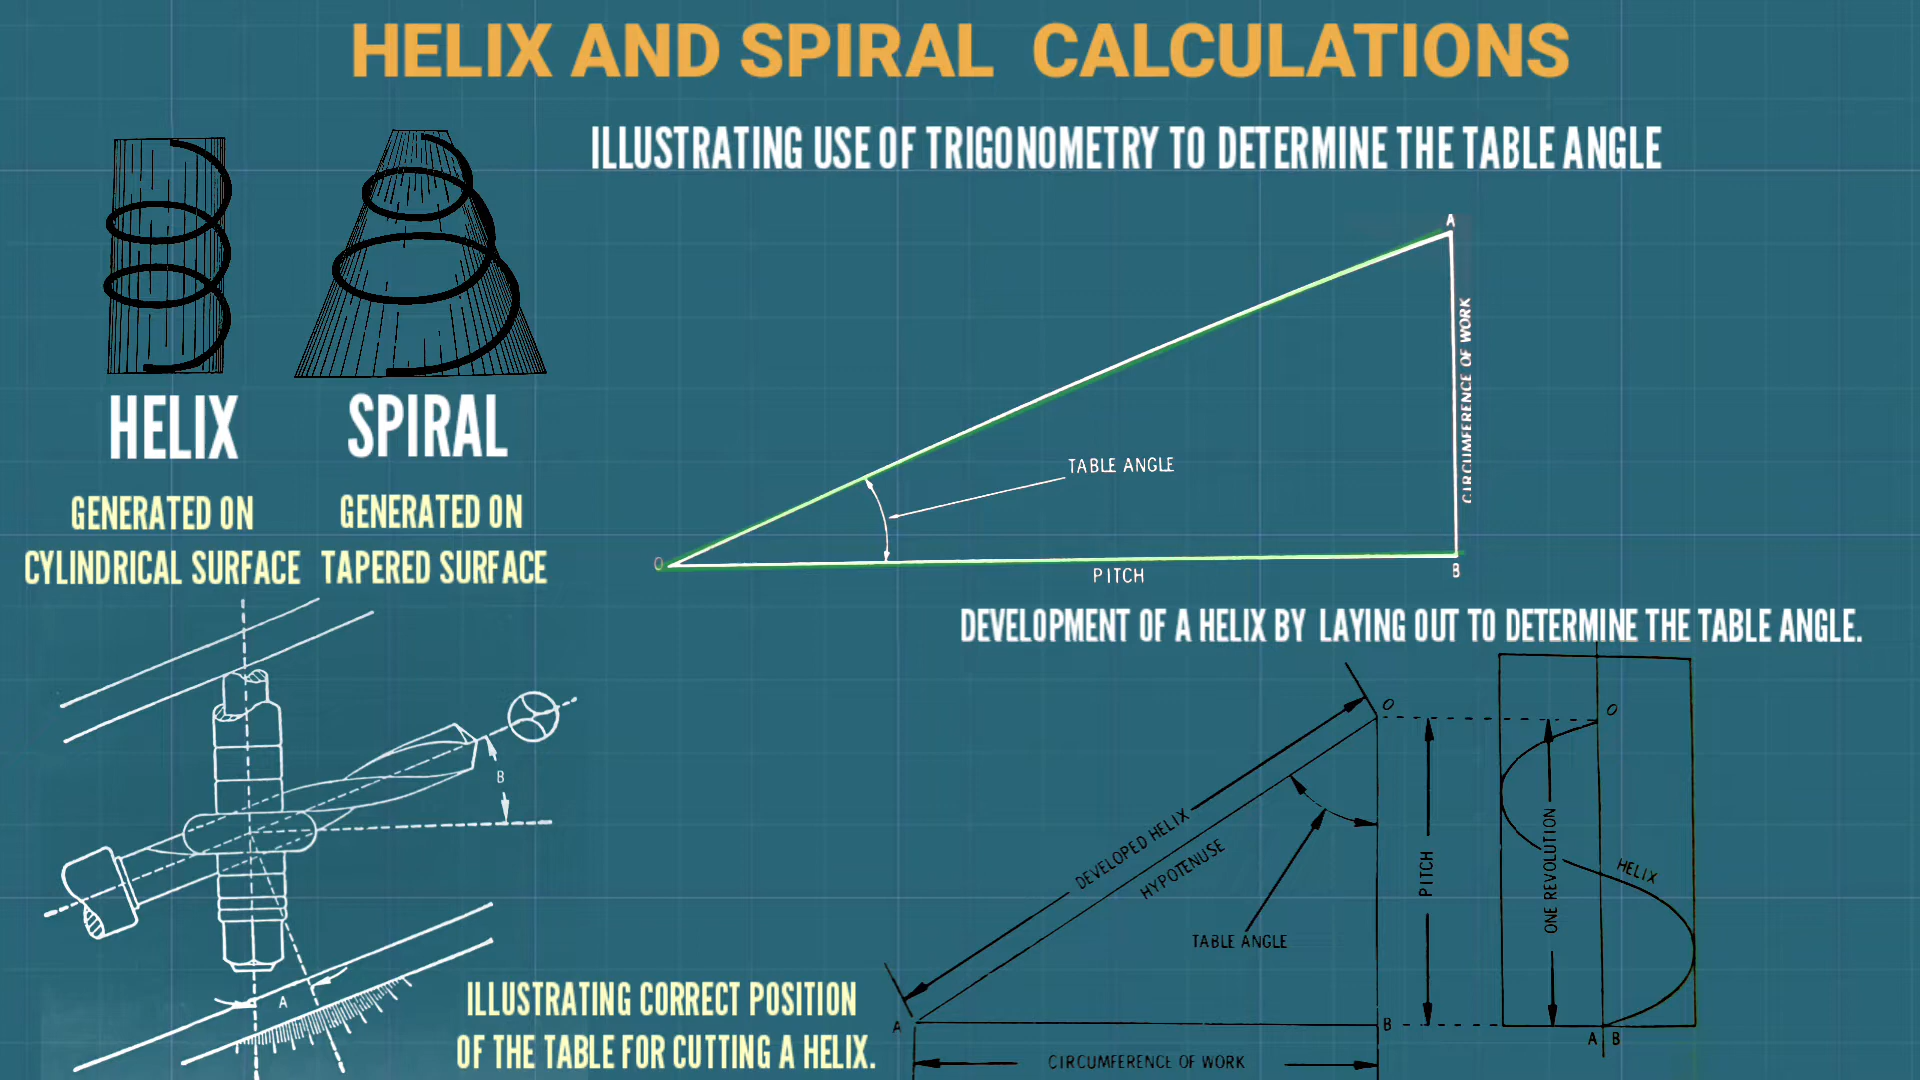 HELIX AND SPIRAL CALCULATIONS
ILLUSTRATING USE OF TRIGONOMETRY TO DETERMINE THE TABLE ANGLE
HELIX
GENERATED ON
CYLINDRICAL SURFACE
SPIRAL
GENERATED ON
TAPERED SURFACE
A
CIRCUMFERENCE OF WORK
TABLE ANGLE
O
PITCH
B
B
A
ILLUSTRATING CORRECT POSITION
OF THE TABLE FOR CUTTING A HELIX.
DEVELOPMENT OF A HELIX BY LAYING OUT TO DETERMINE THE TABLE ANGLE.
O
DEVELOPED HELIX
HYPOTENUSE
TABLE ANGLE
PITCH
A
B
CIRCUMFERENCE OF WORK
O
ONE REVOLUTION
HELIX
A B